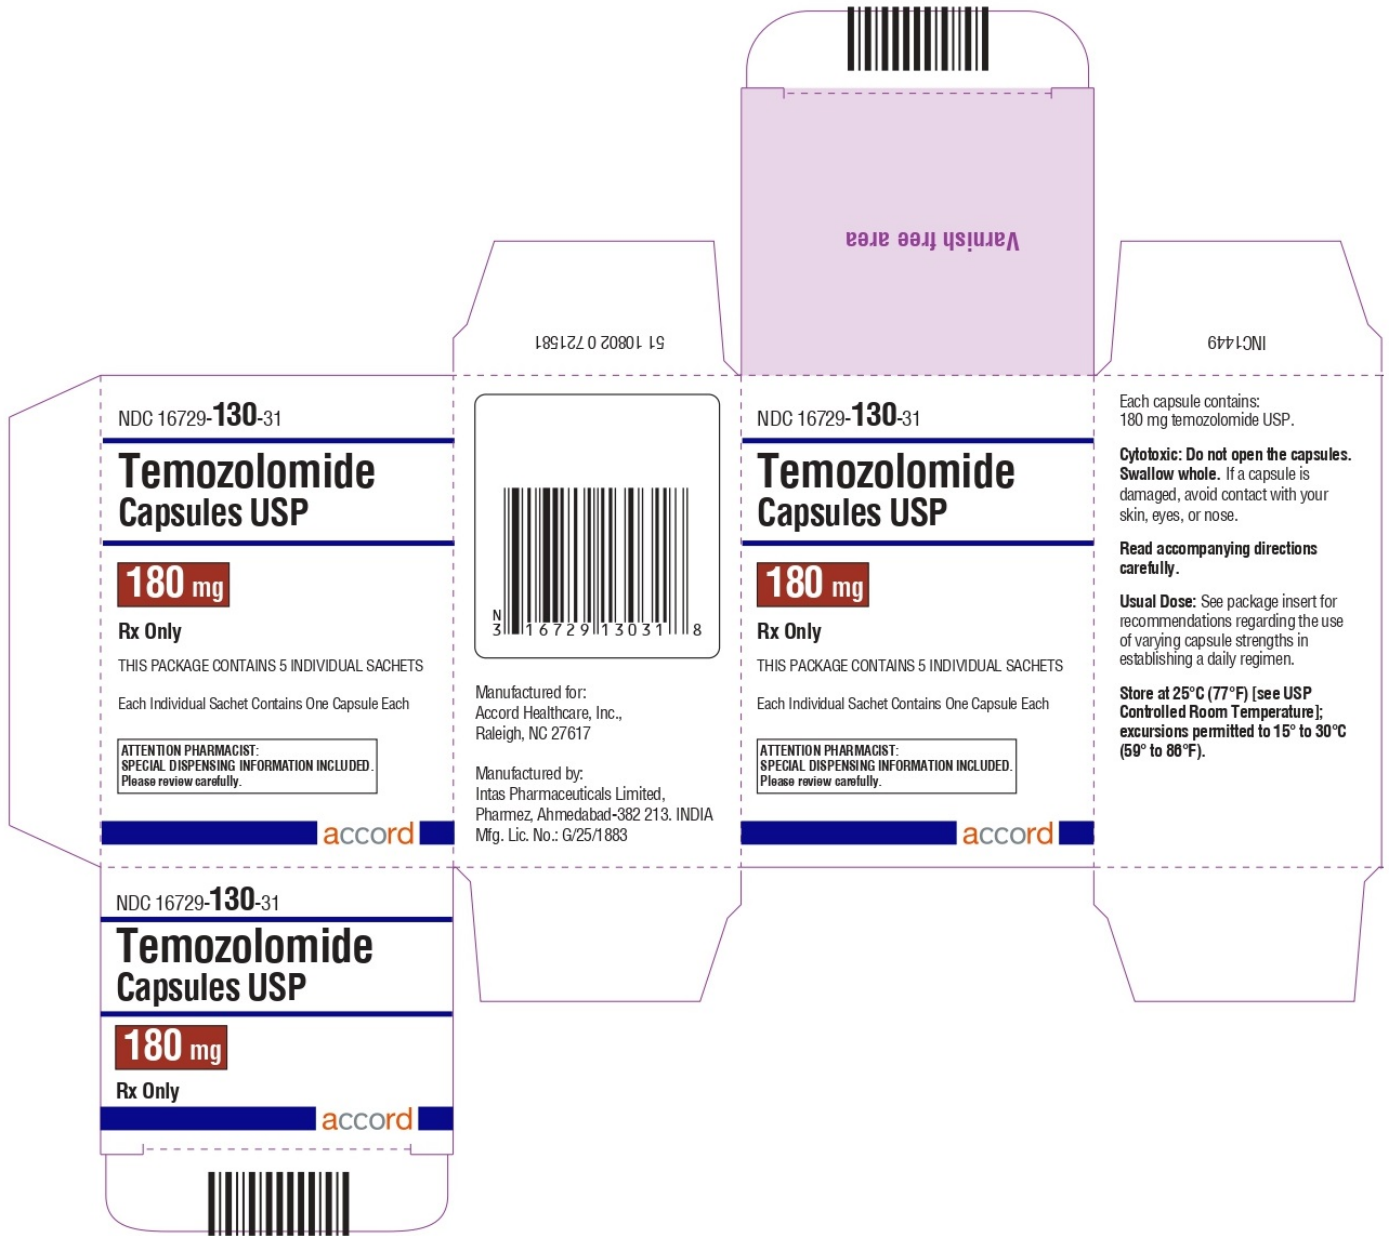 Varnish free area
51 10802 0 721581
INC1449
NDC 16729-130-31
Temozolomide
Capsules USP
180 mg
Rx Only
THIS PACKAGE CONTAINS 5 INDIVIDUAL SACHETS
Each Individual Sachet Contains One Capsule Each
ATTENTION PHARMACIST:
SPECIAL DISPENSING INFORMATION INCLUDED.
Please review carefully.
accord
N
3 16729 13031 8
Manufactured for:
Accord Healthcare, Inc.,
Raleigh, NC 27617
Manufactured by:
Intas Pharmaceuticals Limited,
Pharmez, Ahmedabad-382 213. INDIA
Mfg. Lic. No.: G/25/1883
NDC 16729-130-31
Temozolomide
Capsules USP
180 mg
Rx Only
THIS PACKAGE CONTAINS 5 INDIVIDUAL SACHETS
Each Individual Sachet Contains One Capsule Each
ATTENTION PHARMACIST:
SPECIAL DISPENSING INFORMATION INCLUDED.
Please review carefully.
accord
Each capsule contains:
180 mg temozolomide USP.
Cytotoxic: Do not open the capsules.
Swallow whole. If a capsule is
damaged, avoid contact with your
skin, eyes, or nose.
Read accompanying directions
carefully.
Usual Dose: See package insert for
recommendations regarding the use
of varying capsule strengths in
establishing a daily regimen.
Store at 25°C (77°F) [see USP
Controlled Room Temperature];
excursions permitted to 15° to 30°C
(59° to 86°F).
NDC 16729-130-31
Temozolomide
Capsules USP
180 mg
Rx Only
accord